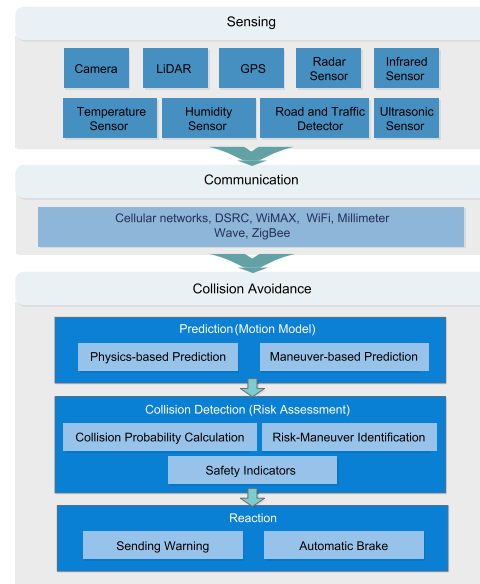 Sensing
Camera
LiDAR
GPS
Radar
Sensor
Infrared
Sensor
Temperature
Sensor
Humidity
Sensor
Road and Traffic
Detector
Ultrasonic
Sensor
Communication
Cellular networks, DSRC, WiMAX, WiFi, Millimeter
Wave, ZigBee
Collision Avoidance
Prediction (Motion Model)
Physics-based Prediction
Maneuver-based Prediction
Collision Detection (Risk Assessment)
Collision Probability Calculation
Risk-Maneuver Identification
Safety Indicators
Reaction
Sending Warning
Automatic Brake